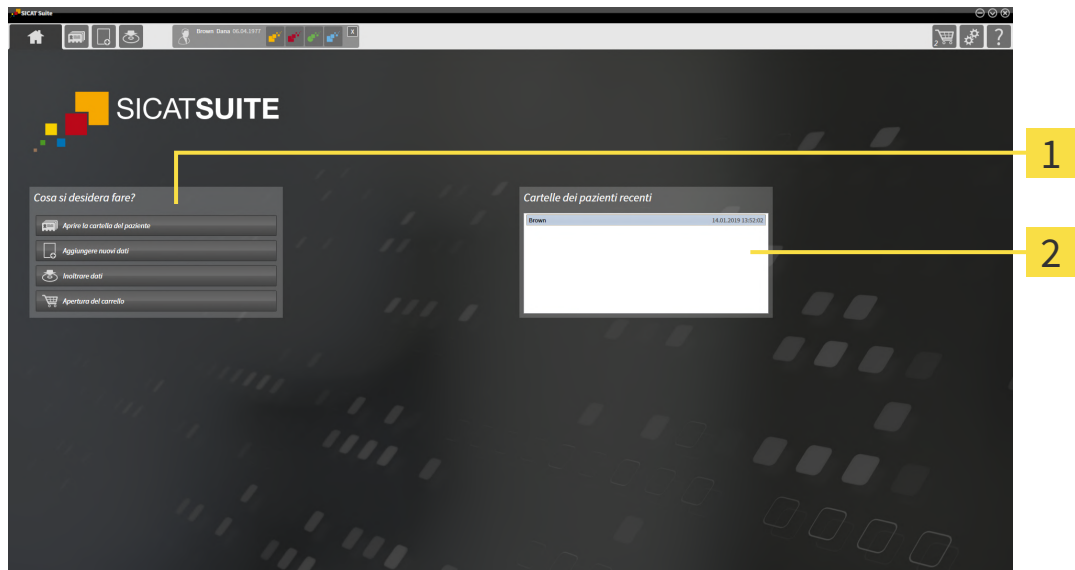 SICAT Suite
Brown Dana 06.04.1977
X
2
?
SICATSUITE
1
Cosa si desidera fare?
Aprire la cartella del paziente
Aggiungere nuovi dati
Inoltrare dati
Apertura del carrello
Cartelle dei pazienti recenti
Brown 14.01.2019 13:52:02
2